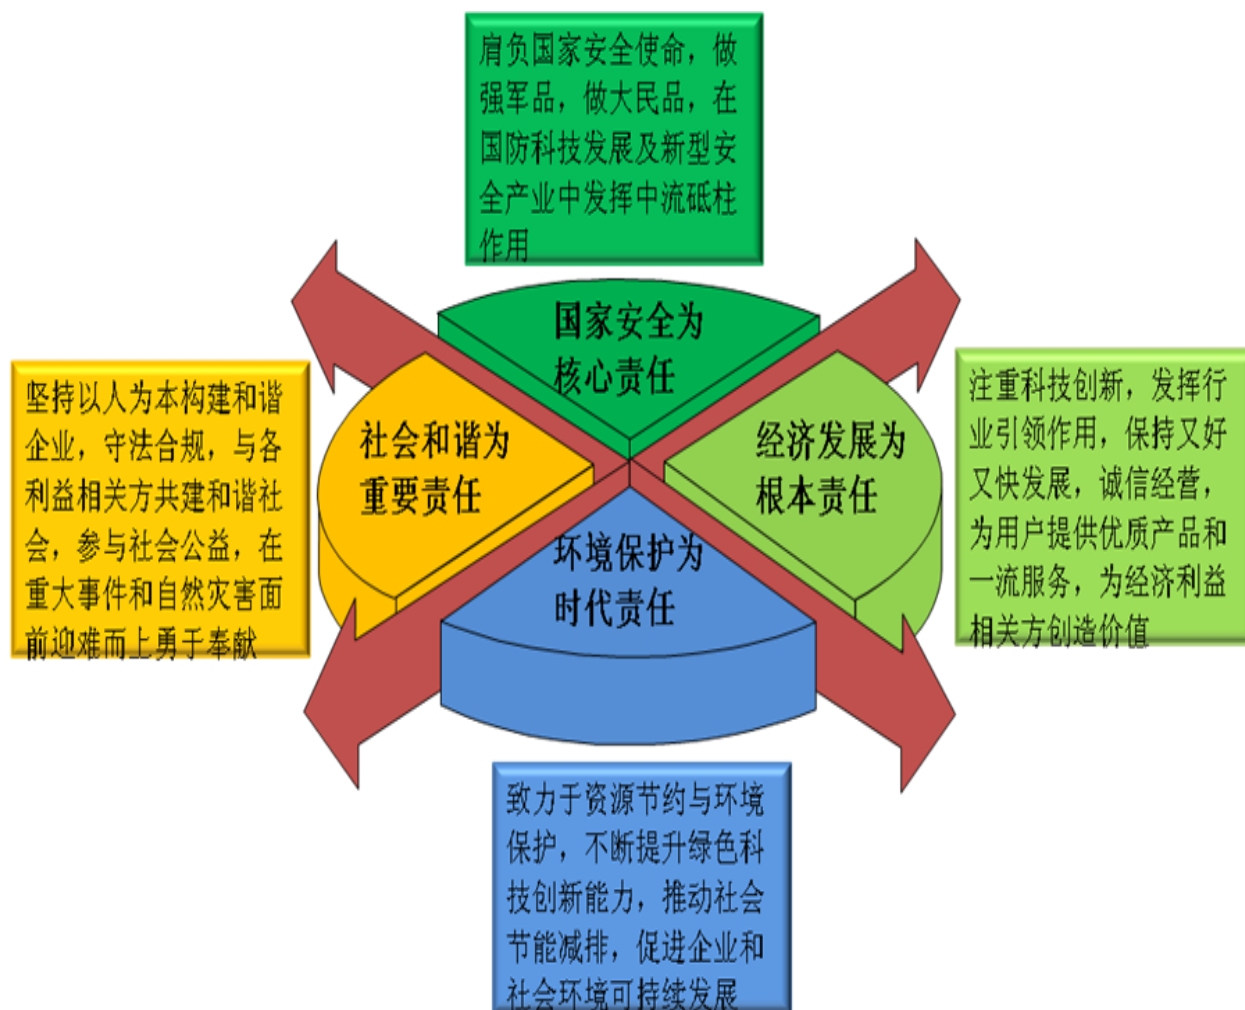 肩负国家安全使命，做
强军品，做大民品，在
国防科技发展及新型安
全产业中发挥中流砥柱
作用
国家安全为
核心责任
坚持以人为本构建和谐
企业，守法合规，与各
利益相关方共建和谐社
会，参与社会公益，在
重大事件和自然灾害面
前迎难而上勇于奉献
社会和谐为
重要责任
经济发展为
根本责任
注重科技创新，发挥行
业引领作用，保持又好
又快发展，诚信经营，
为用户提供优质产品和
一流服务，为经济利益
相关方创造价值
环境保护为
时代责任
致力于资源节约与环境
保护，不断提升绿色科
技创新能力，推动社会
节能减排，促进企业和
社会环境可持续发展